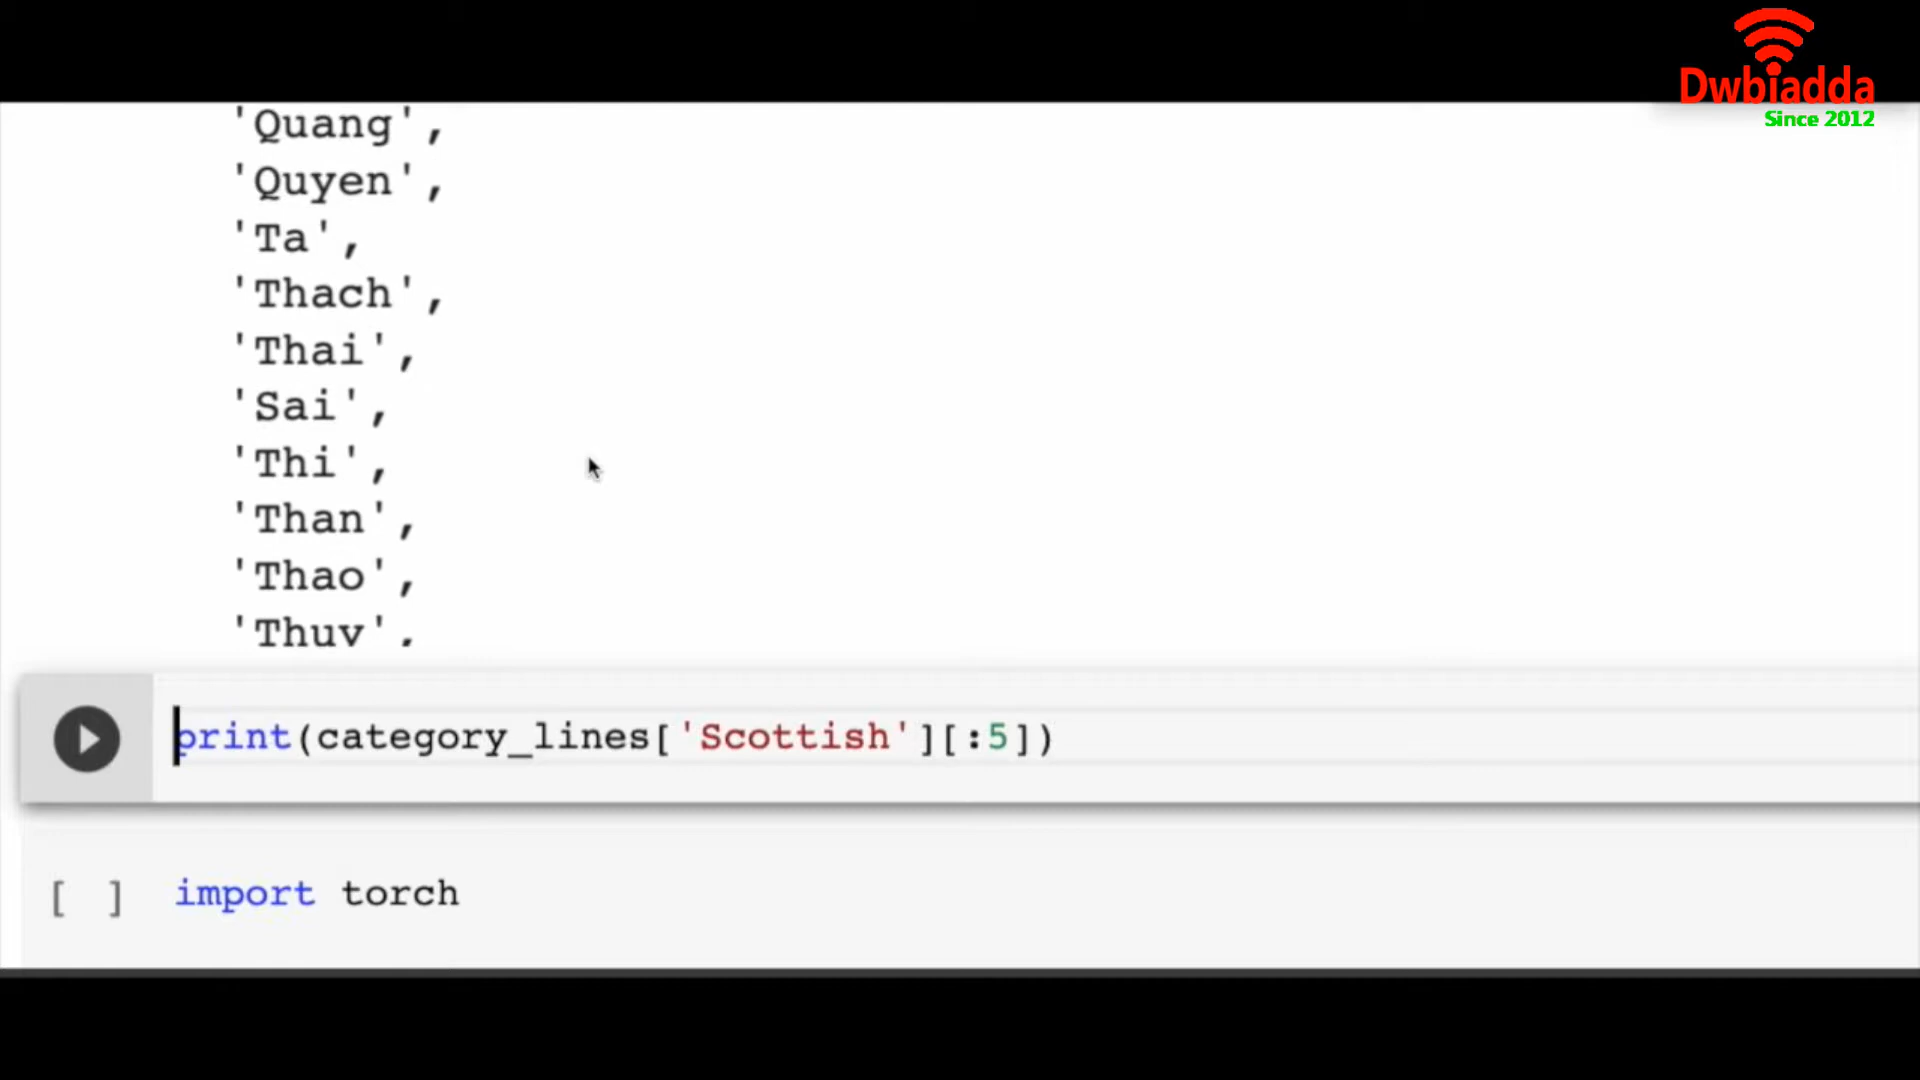 Dwbiadda
Since 2012
'Quang',
'Quyen',
'Ta',
'Thach',
'Thai',
'Sai',
'Thi',
'Than',
'Thao',
'Thuy',
print(category_lines['Scottish'][:5])
[ ] import torch